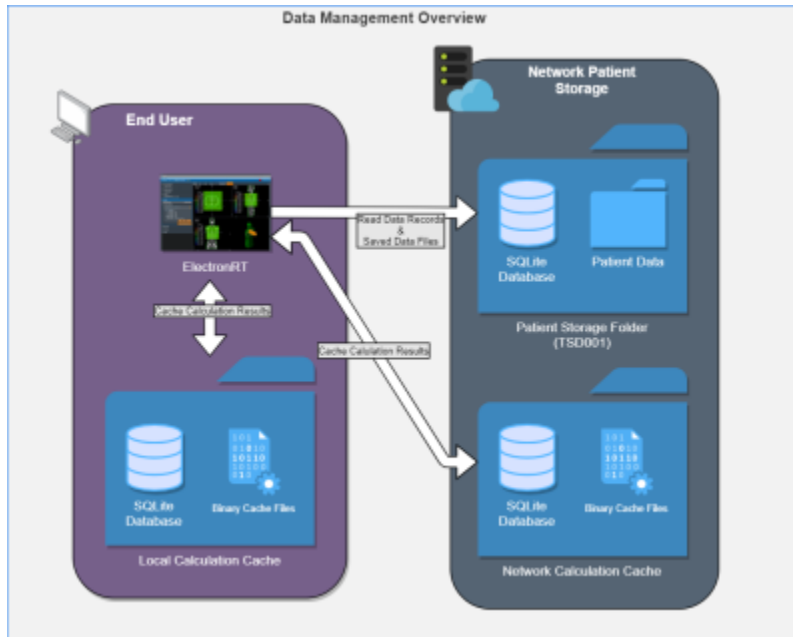 Data Management Overview
Network Patient
Storage
End User
ElectronRT
Read Data Records
&
Saved Data Files
SQLite
Database
Patient Data
Patient Storage Folder
(TSD001)
Cache Calculation Results
Cache Calulation Results
SQLite
Database
Binary Cache Files
Local Calculation Cache
SQLite
Database
Binary Cache Files
Network Calculation Cache